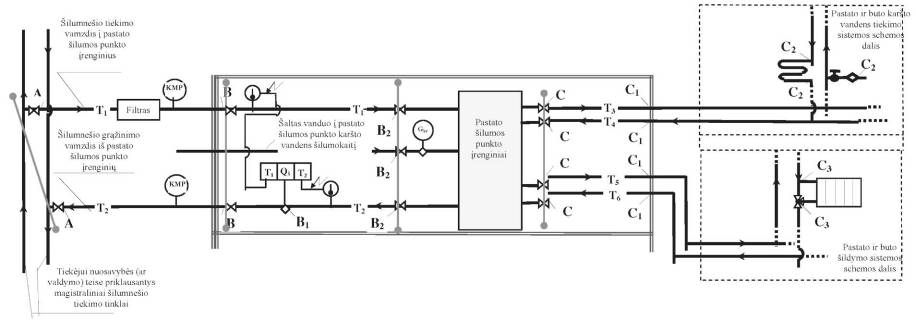 Šilumnešio tiekimo
vamzdis į pastato
šilumos punkto
įrenginius
A
T1
Filtras
KMP
B
T1
B2
Šilumnešio grąžinimo
vamzdis iš pastato
šilumos punkto
įrenginių
Šaltas vanduo į pastato
šilumos punkto karšto
vandens šilumokaitį
B2
T1
Q1
T2
KMP
T2
A
B
B1
T2
B2
Pastato
šilumos
punkto
įrenginiai
C
C1
T3
T4
C
C1
C
C1
T5
T6
C
C1
Pastato ir buto karšto
vandens tiekimo
sistemos schemos
dalis
C2
C2
C2
C3
C3
Pastato ir buto
šildymo sistemos
schemos dalis
Tiekėjui nuosavybės (ar
valdymo) teise priklausantys
magistraliniai šilumnešio
tiekimo tinklai